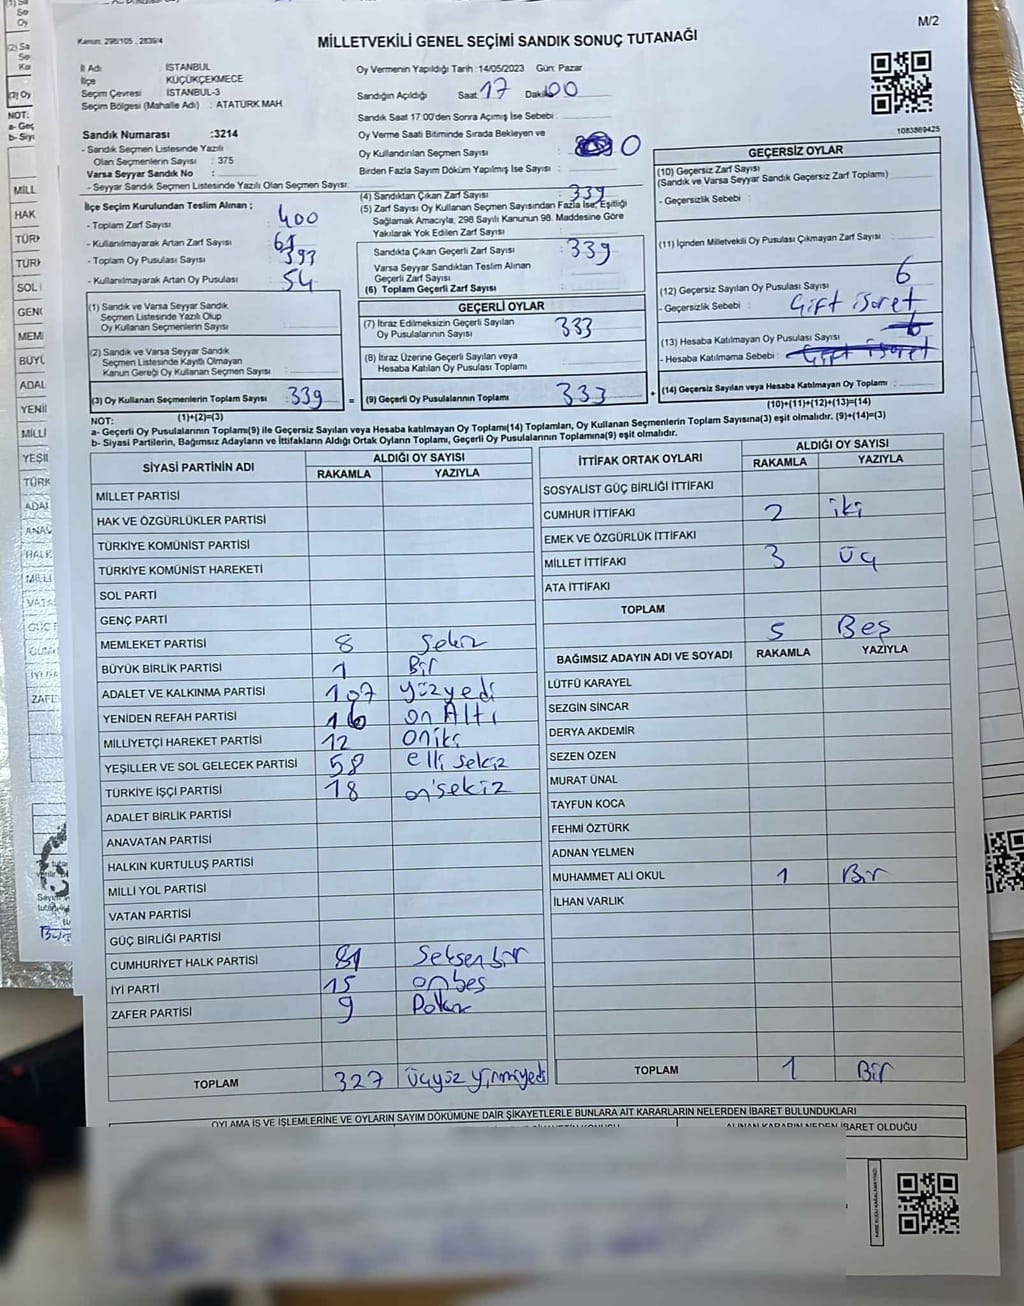 M/2
Kanun: 298/105 , 2839/4
MİLLETVEKİLİ GENEL SEÇİMİ SANDIK SONUÇ TUTANAĞI
İl Adı : İSTANBUL
İlçe : KÜÇÜKÇEKMECE
Seçim Çevresi : İSTANBUL-3
Seçim Bölgesi (Mahalle Adı) : ATATÜRK MAH
Sandık Numarası :3214
- Sandık Seçmen Listesinde Yazılı
Olan Seçmenlerin Sayısı : 375
Varsa Seyyar Sandık No :
- Seyyar Sandık Seçmen Listesinde Yazılı Olan Seçmen Sayısı:
Oy Vermenin Yapıldığı Tarih :14/05/2023 Gün: Pazar
Sandığın Açıldığı Saat 17 Dakika 00
Sandık Saat 17:00'den Sonra Açımış İse Sebebi :
Oy Verme Saati Bitiminde Sırada Bekleyen ve
Oy Kullandırılan Seçmen Sayısı : 0
Birden Fazla Sayım Döküm Yapılmış İse Sayısı :
1083869425
İlçe Seçim Kurulundan Teslim Alınan ;
- Toplam Zarf Sayısı : 400
- Kullanılmayarak Artan Zarf Sayısı : 61
- Toplam Oy Pusulası Sayısı : 393
- Kullanılmayarak Artan Oy Pusulası : 54
(4) Sandıktan Çıkan Zarf Sayısı : 339
(5) Zarf Sayısı Oy Kullanan Seçmen Sayısından Fazla İse, Eşitliği
Sağlamak Amacıyla, 298 Sayılı Kanunun 98. Maddesine Göre
Yakılarak Yok Edilen Zarf Sayısı :
Sandıkta Çıkan Geçerli Zarf Sayısı : 339
Varsa Seyyar Sandıktan Teslim Alınan
Geçerli Zarf Sayısı :
(6) Toplam Geçerli Zarf Sayısı :
(1) Sandık ve Varsa Seyyar Sandık
Seçmen Listesinde Yazılı Olup
Oy Kullanan Seçmenlerin Sayısı :
(2) Sandık ve Varsa Seyyar Sandık
Seçmen Listesinde Kayıtlı Olmayan
Kanun Gereği Oy Kullanan Seçmen Sayısı :
(3) Oy Kullanan Seçmenlerin Toplam Sayısı : 339
(1)+(2)=(3)
GEÇERLİ OYLAR
(7) İtiraz Edilmeksizin Geçerli Sayılan
Oy Pusulalarının Sayısı : 333
(8) İtiraz Üzerine Geçerli Sayılan veya
Hesaba Katılan Oy Pusulası Toplamı :
(9) Geçerli Oy Pusulalarının Toplamı : 333
GEÇERSİZ OYLAR
(10) Geçersiz Zarf Sayısı
(Sandık ve Varsa Seyyar Sandık Geçersiz Zarf Toplamı) :
- Geçersizlik Sebebi :
(11) İçinden Milletvekili Oy Pusulası Çıkmayan Zarf Sayısı :
(12) Geçersiz Sayılan Oy Pusulası Sayısı : 6
- Geçersizlik Sebebi : Çift işaret
(13) Hesaba Katılmayan Oy Pusulası Sayısı : 6
- Hesaba Katılmama Sebebi : Çift işaret
(14) Geçersiz Sayılan veya Hesaba Katılmayan Oy Toplamı :
(10)+(11)+(12)+(13)=(14)
NOT:
a- Geçerli Oy Pusulalarının Toplamı(9) ile Geçersiz Sayılan veya Hesaba katılmayan Oy Toplamı(14) Toplamları, Oy Kullanan Seçmenlerin Toplam Sayısına(3) eşit olmalıdır. (9)+(14)=(3)
b- Siyasi Partilerin, Bağımsız Adayların ve İttifakların Aldığı Ortak Oyların Toplamı, Geçerli Oy Pusulalarının Toplamına(9) eşit olmalıdır.
SİYASİ PARTİNİN ADI ALDIĞI OY SAYISI
RAKAMLA YAZIYLA
MİLLET PARTİSİ
HAK VE ÖZGÜRLÜKLER PARTİSİ
TÜRKİYE KOMÜNİST PARTİSİ
TÜRKİYE KOMÜNİST HAREKETİ
SOL PARTİ
GENÇ PARTİ
MEMLEKET PARTİSİ 8 sekiz
BÜYÜK BİRLİK PARTİSİ 1 Bir
ADALET VE KALKINMA PARTİSİ 107 yüzyedi
YENİDEN REFAH PARTİSİ 16 on Altı
MİLLİYETÇİ HAREKET PARTİSİ 12 oniki
YEŞİLLER VE SOL GELECEK PARTİSİ 58 elli sekiz
TÜRKİYE İŞÇİ PARTİSİ 18 on sekiz
ADALET BİRLİK PARTİSİ
ANAVATAN PARTİSİ
HALKIN KURTULUŞ PARTİSİ
MİLLİ YOL PARTİSİ
VATAN PARTİSİ
GÜÇ BİRLİĞİ PARTİSİ
CUMHURİYET HALK PARTİSİ 81 Seksen bir
İYİ PARTİ 15 onbeş
ZAFER PARTİSİ 9 Dokuz
TOPLAM 327 üçyüz yirmiyedi
İTTİFAK ORTAK OYLARI ALDIĞI OY SAYISI
RAKAMLA YAZIYLA
SOSYALİST GÜÇ BİRLİĞİ İTTİFAKI
CUMHUR İTTİFAKI 2 iki
EMEK VE ÖZGÜRLÜK İTTİFAKI
MİLLET İTTİFAKI 3 üç
ATA İTTİFAKI
TOPLAM 5 Beş
BAĞIMSIZ ADAYIN ADI VE SOYADI RAKAMLA YAZIYLA
LÜTFÜ KARAYEL
SEZGİN SİNCAR
DERYA AKDEMİR
SEZEN ÖZEN
MURAT ÜNAL
TAYFUN KOCA
FEHMİ ÖZTÜRK
ADNAN YELMEN
MUHAMMET ALİ OKUL 1 Bir
İLHAN VARLIK
TOPLAM 1 Bir
OYLAMA İŞ VE İŞLEMLERİNE VE OYLARIN SAYIM DÖKÜMÜNE DAİR ŞİKAYETLERLE BUNLARA AİT KARARLARIN NELERDEN İBARET BULUNDUKLARI
ALINAN KARARIN NEDEN İBARET OLDUĞU